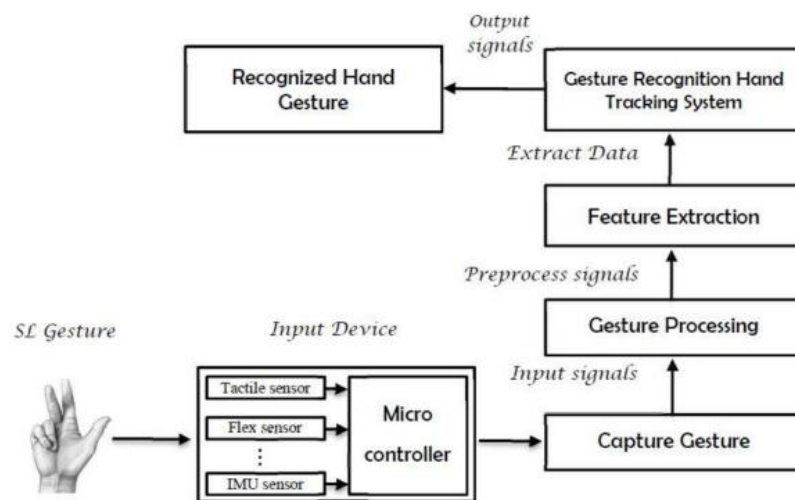 Output
signals
Recognized Hand
Gesture
Gesture Recognition Hand
Tracking System
Extract Data
Feature Extraction
Preprocess signals
SL Gesture
Input Device
Gesture Processing
Input signals
Tactile sensor
Flex sensor
⋮
IMU sensor
Micro
controller
Capture Gesture